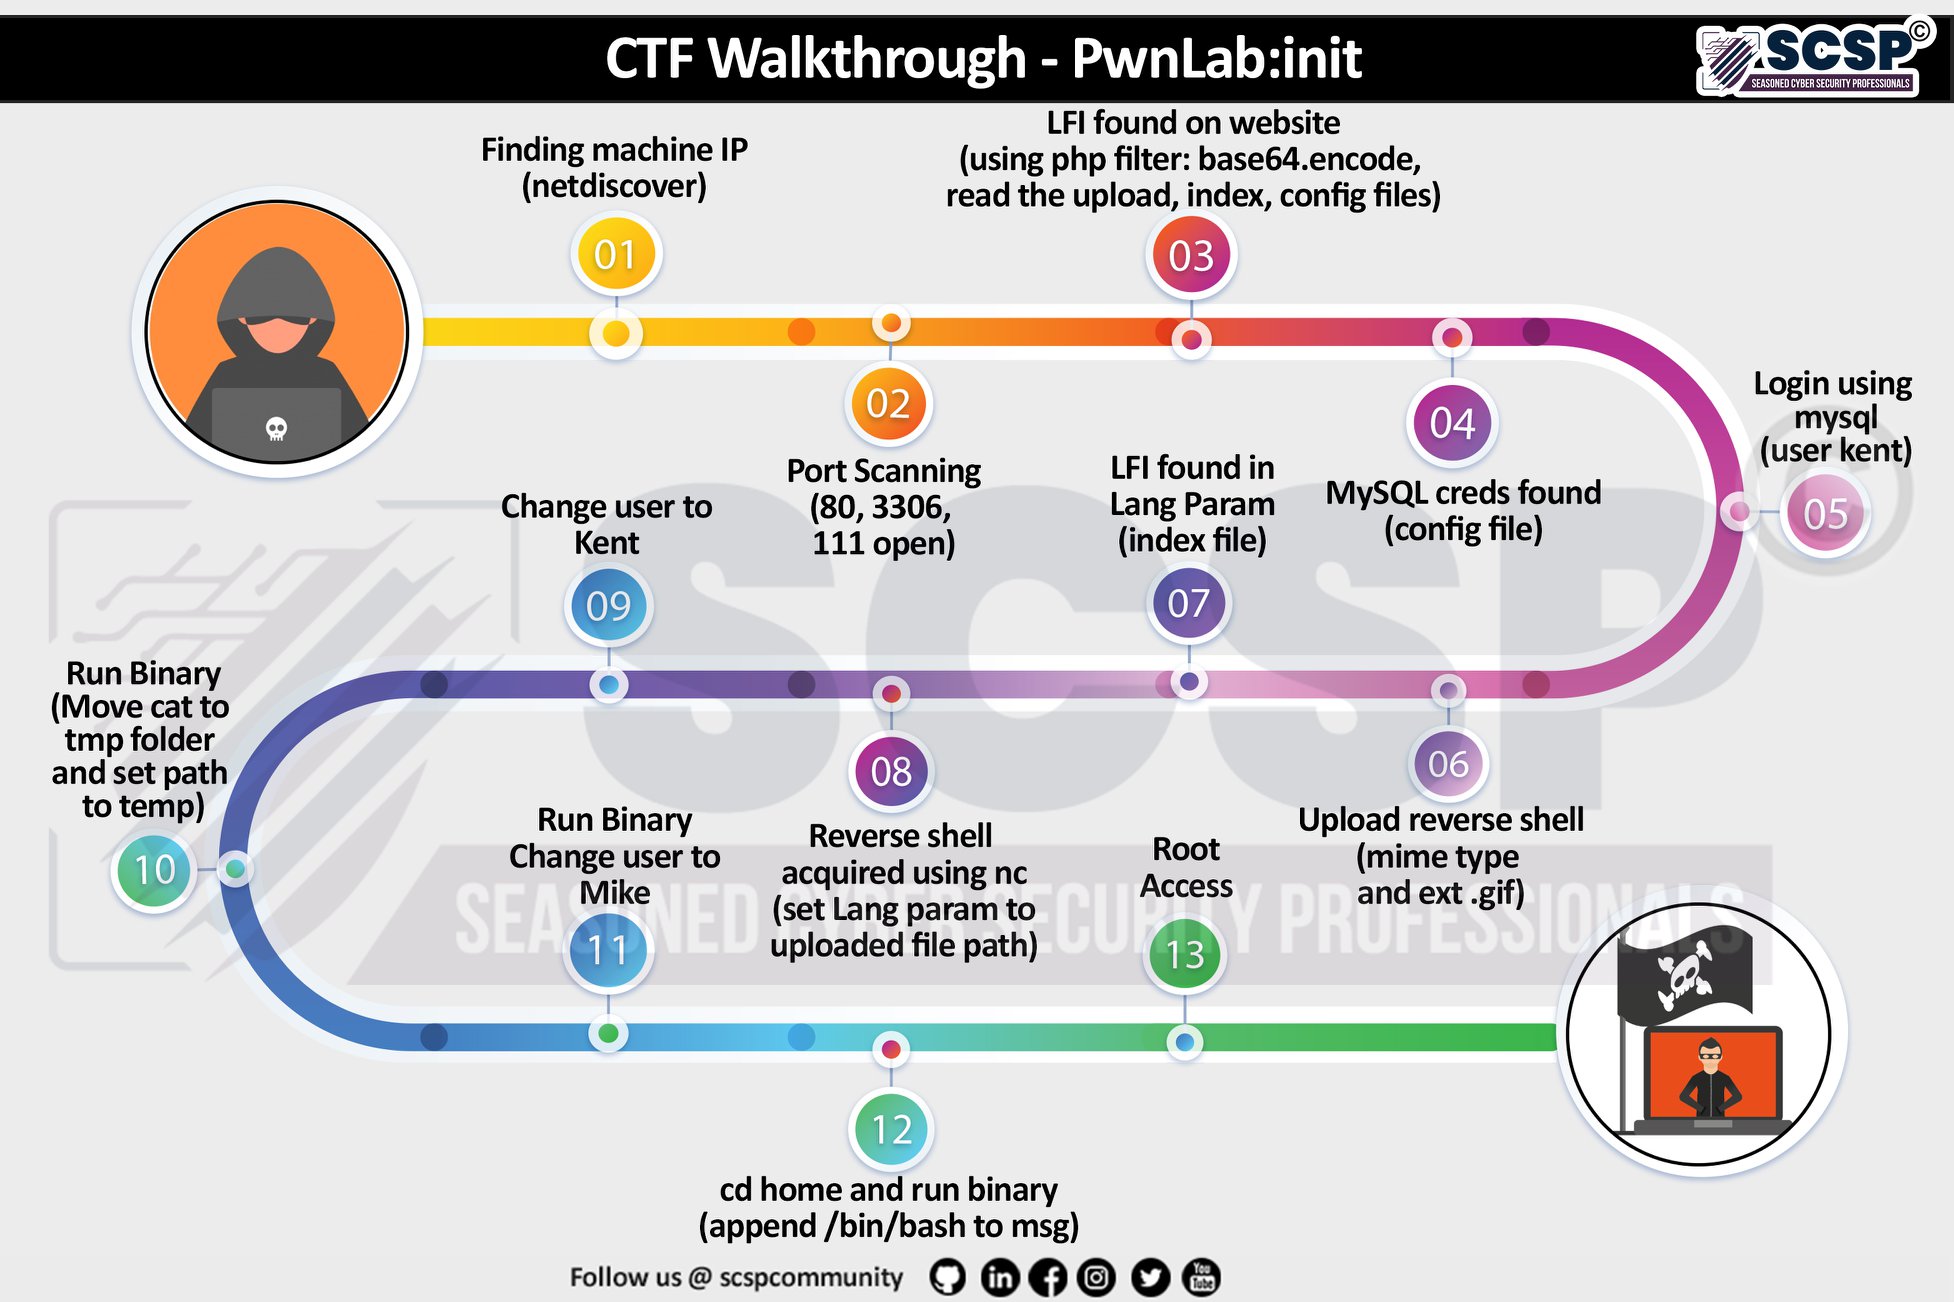 CTF Walkthrough - PwnLab:init
SCSP©
SEASONED CYBER SECURITY PROFESSIONALS
Finding machine IP
(netdiscover)
01
02
Port Scanning
(80, 3306,
111 open)
LFI found on website
(using php filter: base64.encode,
read the upload, index, config files)
03
04
MySQL creds found
(config file)
Login using
mysql
(user kent)
05
06
Upload reverse shell
(mime type
and ext .gif)
LFI found in
Lang Param
(index file)
07
08
Reverse shell
acquired using nc
(set Lang param to
uploaded file path)
Change user to
Kent
09
Run Binary
(Move cat to
tmp folder
and set path
to temp)
10
Run Binary
Change user to
Mike
11
12
cd home and run binary
(append /bin/bash to msg)
Root
Access
13
SCSP©
SEASONED CYBER SECURITY PROFESSIONALS
Follow us @ scspcommunity
in
You
Tube